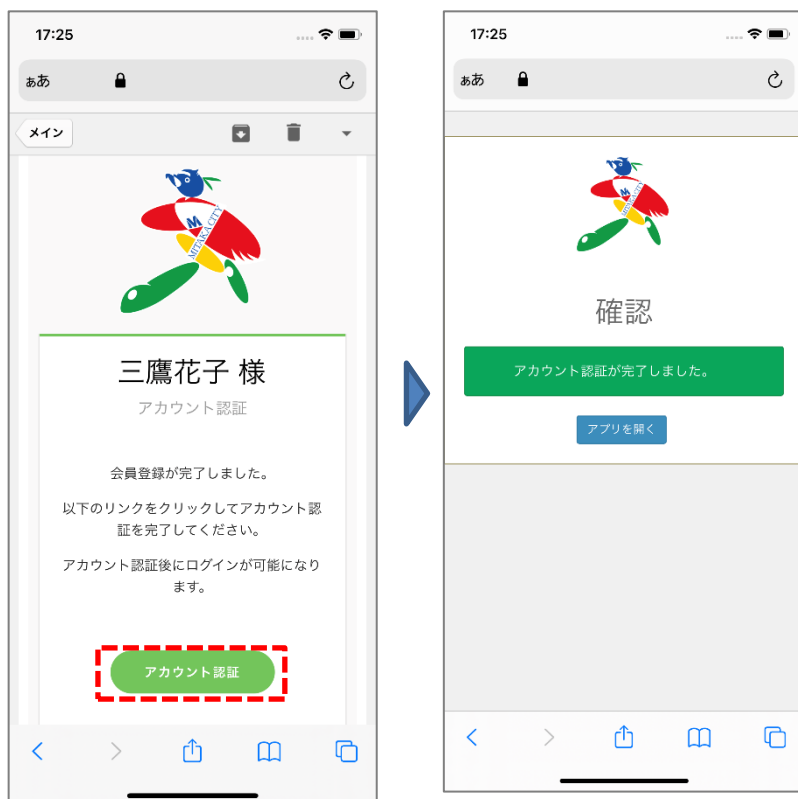 17:25
ぁあ
メイン
M
MITAKA CITY
三鷹花子 様
アカウント認証
会員登録が完了しました。
以下のリンクをクリックしてアカウント認
証を完了してください。
アカウント認証後にログインが可能になり
ます。
アカウント認証
17:25
ぁあ
M
MITAKA CITY
確認
アカウント認証が完了しました。
アプリを開く